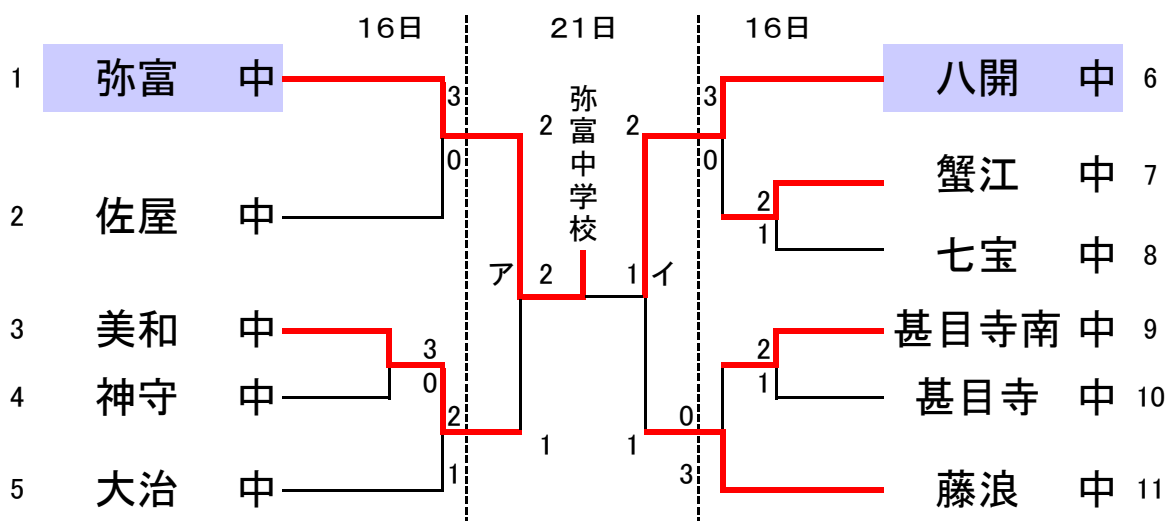 16日 21日 16日
1 弥富 中
2 佐屋 中
3 美和 中
4 神守 中
5 大治 中
3
0
3
0
2
1
2
1
ア
2
弥富中学校
1
イ
2
1
3
0
2
1
2
1
0
3
八開 中 6
蟹江 中 7
七宝 中 8
甚目寺南 中 9
甚目寺 中 10
藤浪 中 11